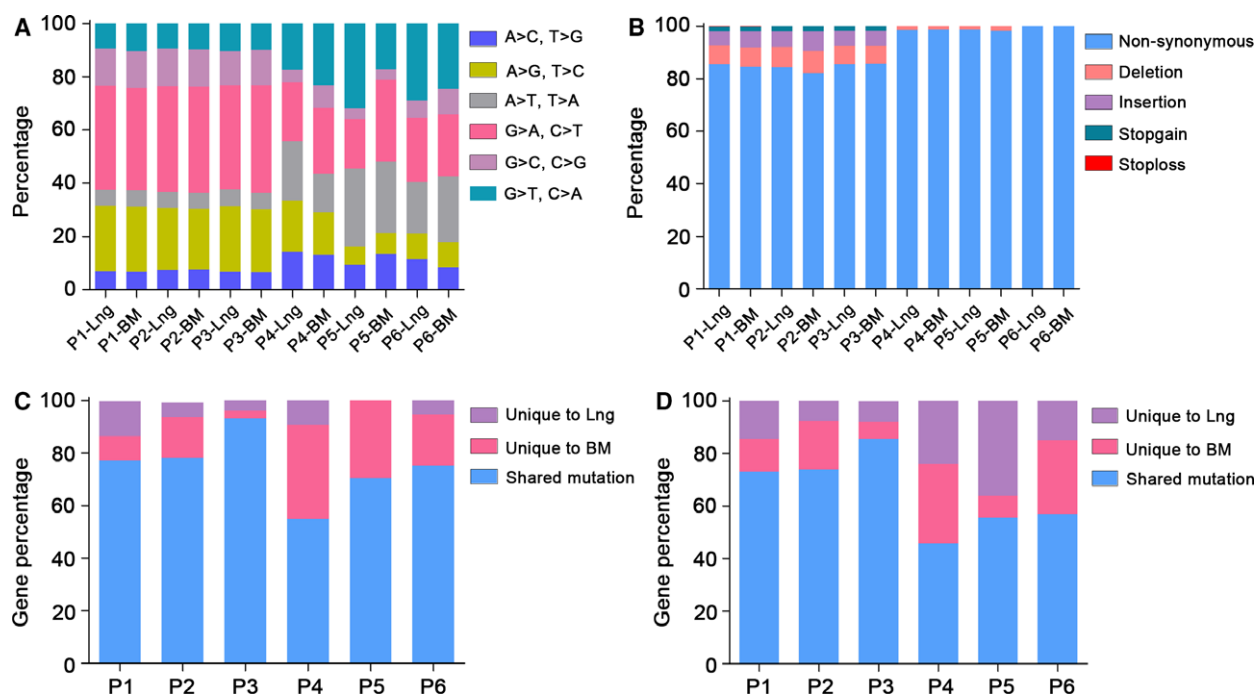 A
Percentage
100
80
60
40
20
0
P1-Lng
P1-BM
P2-Lng
P2-BM
P3-Lng
P3-BM
P4-Lng
P4-BM
P5-Lng
P5-BM
P6-Lng
P6-BM
A>C, T>G
A>G, T>C
A>T, T>A
G>A, C>T
G>C, C>G
G>T, C>A
B
Percentage
100
80
60
40
20
0
P1-Lng
P1-BM
P2-Lng
P2-BM
P3-Lng
P3-BM
P4-Lng
P4-BM
P5-Lng
P5-BM
P6-Lng
P6-BM
Non-synonymous
Deletion
Insertion
Stopgain
Stoploss
C
Gene percentage
100
80
60
40
20
0
P1 P2 P3 P4 P5 P6
Unique to Lng
Unique to BM
Shared mutation
D
Gene percentage
100
80
60
40
20
0
P1 P2 P3 P4 P5 P6
Unique to Lng
Unique to BM
Shared mutation